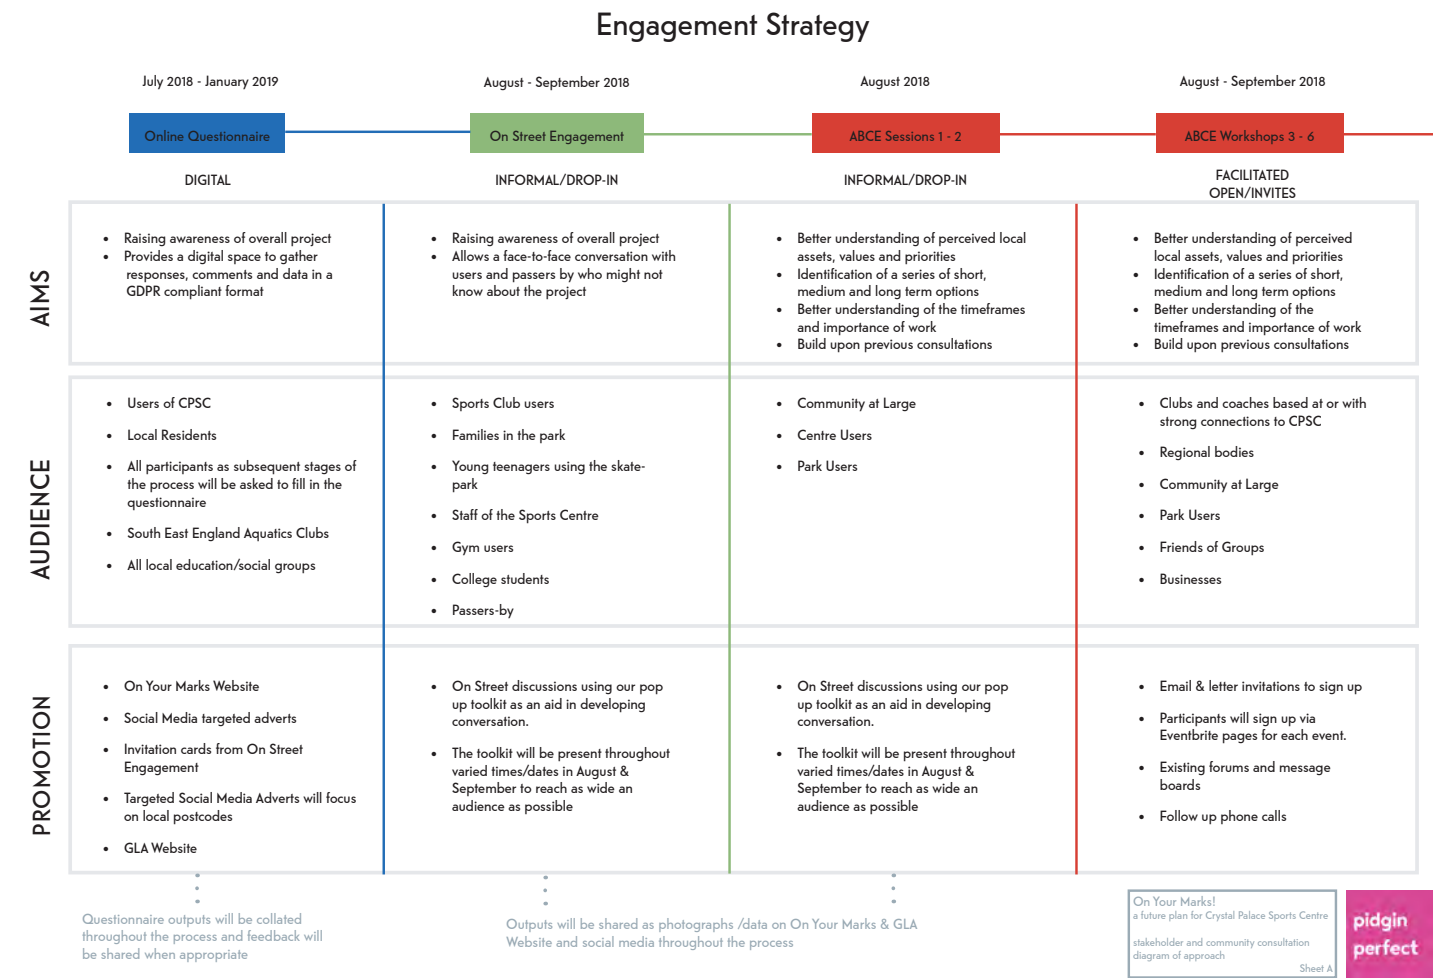 Engagement Strategy
July 2018 - January 2019
August - September 2018
August 2018
August - September 2018
Online Questionnaire
On Street Engagement
ABCE Sessions 1 - 2
ABCE Workshops 3 - 6
DIGITAL
INFORMAL/DROP-IN
INFORMAL/DROP-IN
FACILITATED
OPEN/INVITES
AIMS
• Raising awareness of overall project
• Provides a digital space to gather
responses, comments and data in a
GDPR compliant format
• Raising awareness of overall project
• Allows a face-to-face conversation with
users and passers by who might not
know about the project
• Better understanding of perceived local
assets, values and priorities
• Identification of a series of short,
medium and long term options
• Better understanding of the timeframes
and importance of work
• Build upon previous consultations
• Better understanding of perceived
local assets, values and priorities
• Identification of a series of short,
medium and long term options
• Better understanding of the
timeframes and importance of work
• Build upon previous consultations
AUDIENCE
• Users of CPSC
• Local Residents
• All participants as subsequent stages of
the process will be asked to fill in the
questionnaire
• South East England Aquatics Clubs
• All local education/social groups
• Sports Club users
• Families in the park
• Young teenagers using the skate-
park
• Staff of the Sports Centre
• Gym users
• College students
• Passers-by
• Community at Large
• Centre Users
• Park Users
• Clubs and coaches based at or with
strong connections to CPSC
• Regional bodies
• Community at Large
• Park Users
• Friends of Groups
• Businesses
PROMOTION
• On Your Marks Website
• Social Media targeted adverts
• Invitation cards from On Street
Engagement
• Targeted Social Media Adverts will focus
on local postcodes
• GLA Website
• On Street discussions using our pop
up toolkit as an aid in developing
conversation.
• The toolkit will be present throughout
varied times/dates in August &
September to reach as wide an
audience as possible
• On Street discussions using our pop
up toolkit as an aid in developing
conversation.
• The toolkit will be present throughout
varied times/dates in August &
September to reach as wide an
audience as possible
• Email & letter invitations to sign up
• Participants will sign up via
Eventbrite pages for each event.
• Existing forums and message
boards
• Follow up phone calls
Questionnaire outputs will be collated
throughout the process and feedback will
be shared when appropriate
Outputs will be shared as photographs /data on On Your Marks & GLA
Website and social media throughout the process
On Your Marks!
a future plan for Crystal Palace Sports Centre
stakeholder and community consultation
diagram of approach
Sheet A
pidgin
perfect